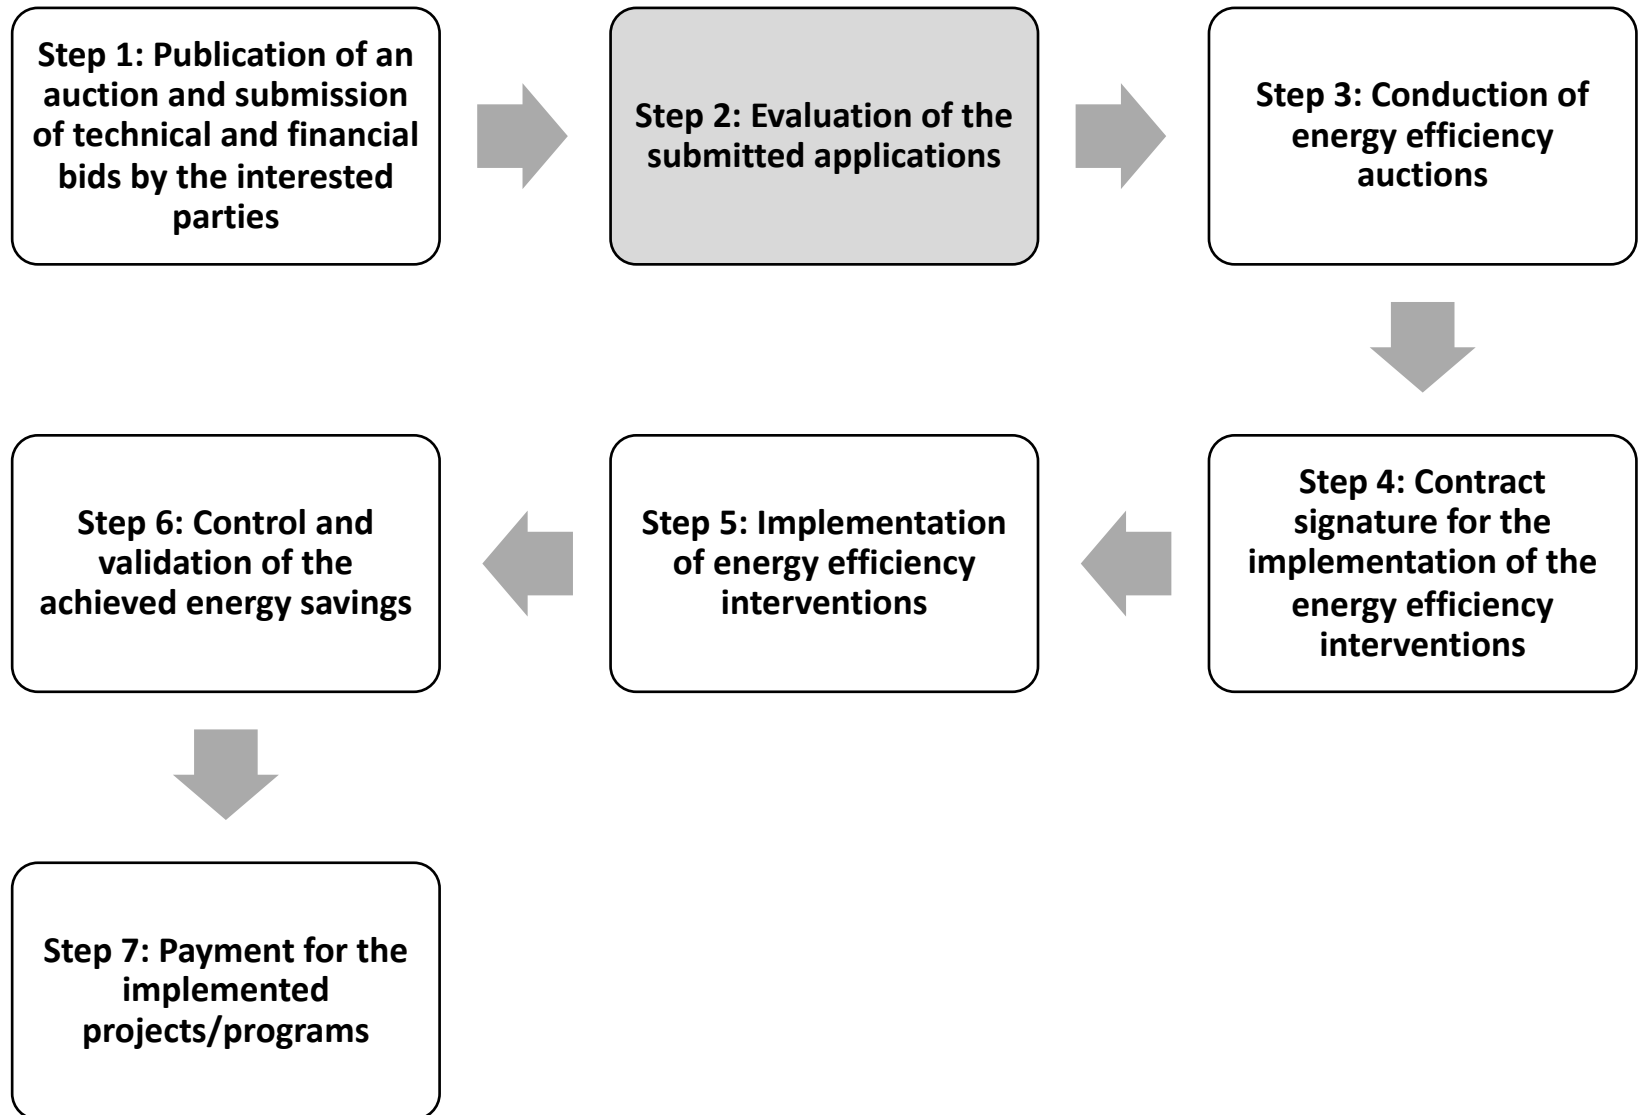 Step 1: Publication of an
auction and submission
of technical and financial
bids by the interested
parties
Step 2: Evaluation of the
submitted applications
Step 3: Conduction of
energy efficiency
auctions
Step 4: Contract
signature for the
implementation of the
energy efficiency
interventions
Step 5: Implementation
of energy efficiency
interventions
Step 6: Control and
validation of the
achieved energy savings
Step 7: Payment for the
implemented
projects/programs